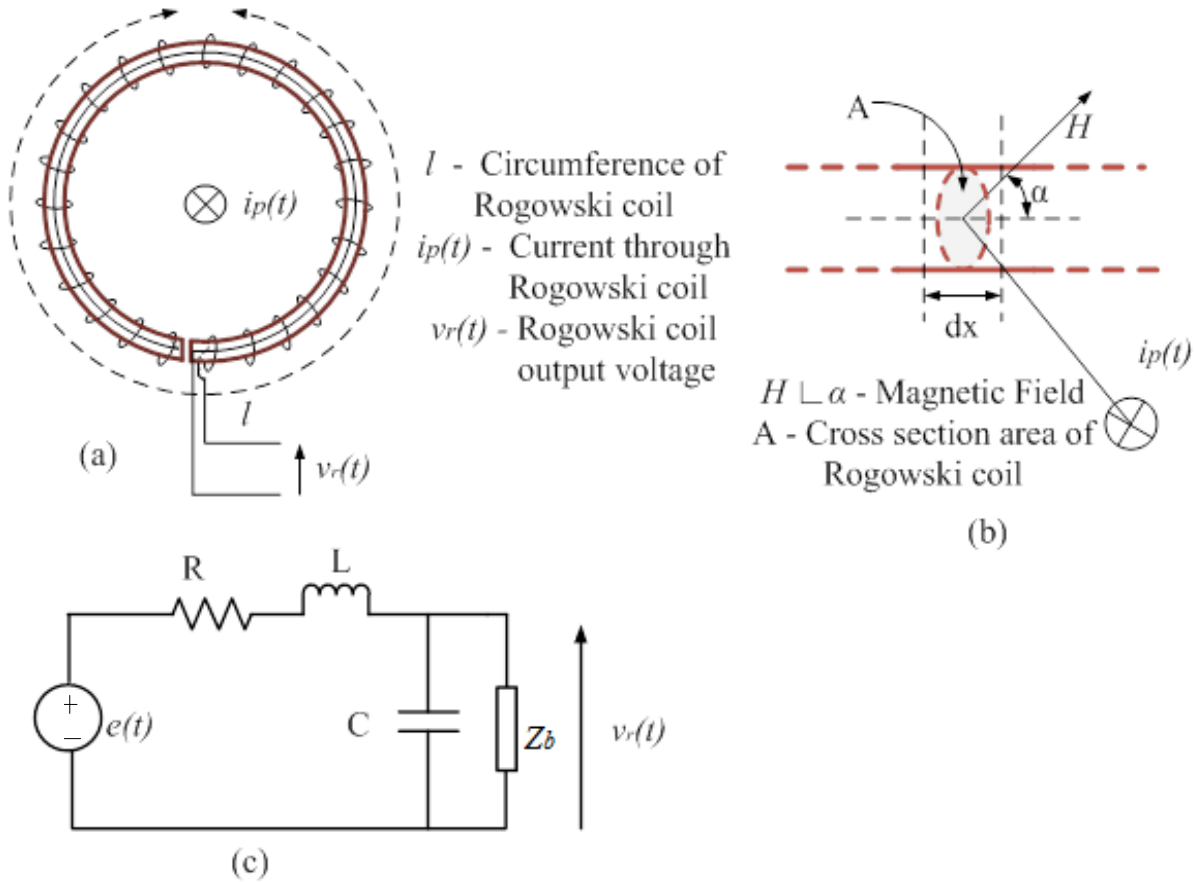 iₚ(t)
l - Circumference of
Rogowski coil
iₚ(t) - Current through
Rogowski coil
vᵣ(t) - Rogowski coil
output voltage
l
vᵣ(t)
(a)
A
H
α
dx
iₚ(t)
H ∟ α - Magnetic Field
A - Cross section area of
Rogowski coil
(b)
R
L
+
−
e(t)
C
Zb
vᵣ(t)
(c)